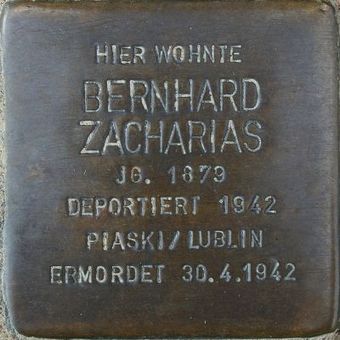 HIER WOHNTE
BERNHARD
ZACHARIAS
JG. 1879
DEPORTIERT 1942
PIASKI/LUBLIN
ERMORDET 30.4.1942